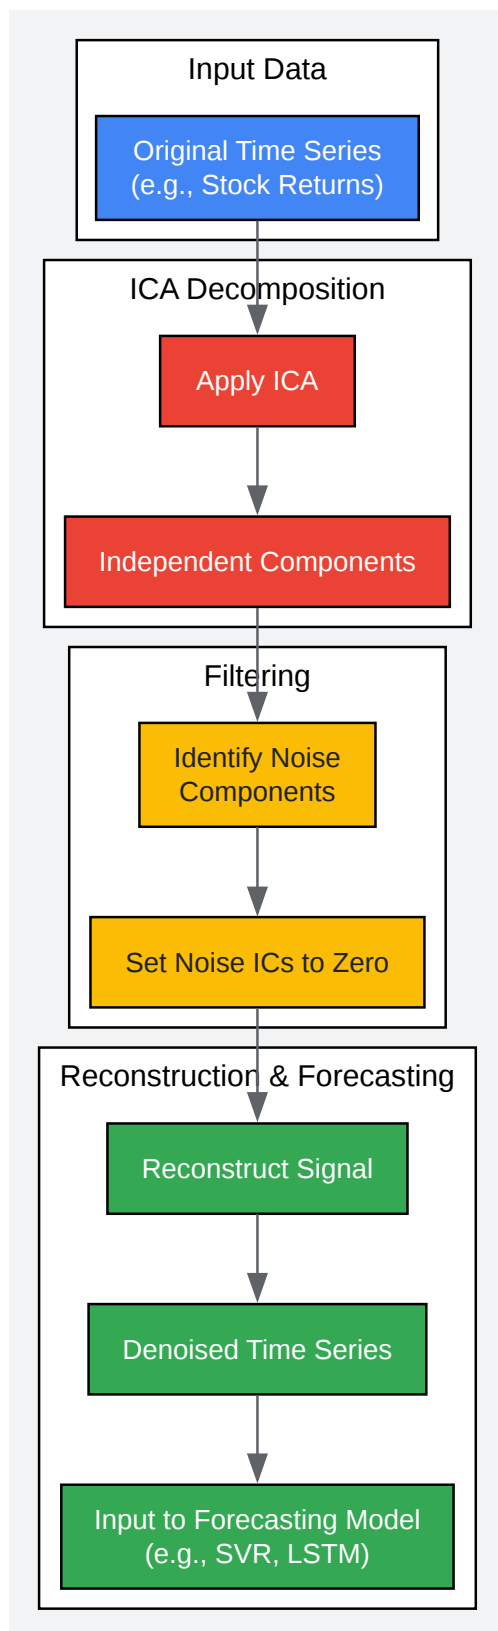 Input Data
Original Time Series
(e.g., Stock Returns)
ICA Decomposition
Apply ICA
Independent Components
Filtering
Identify Noise
Components
Set Noise ICs to Zero
Reconstruction & Forecasting
Reconstruct Signal
Denoised Time Series
Input to Forecasting Model
(e.g., SVR, LSTM)